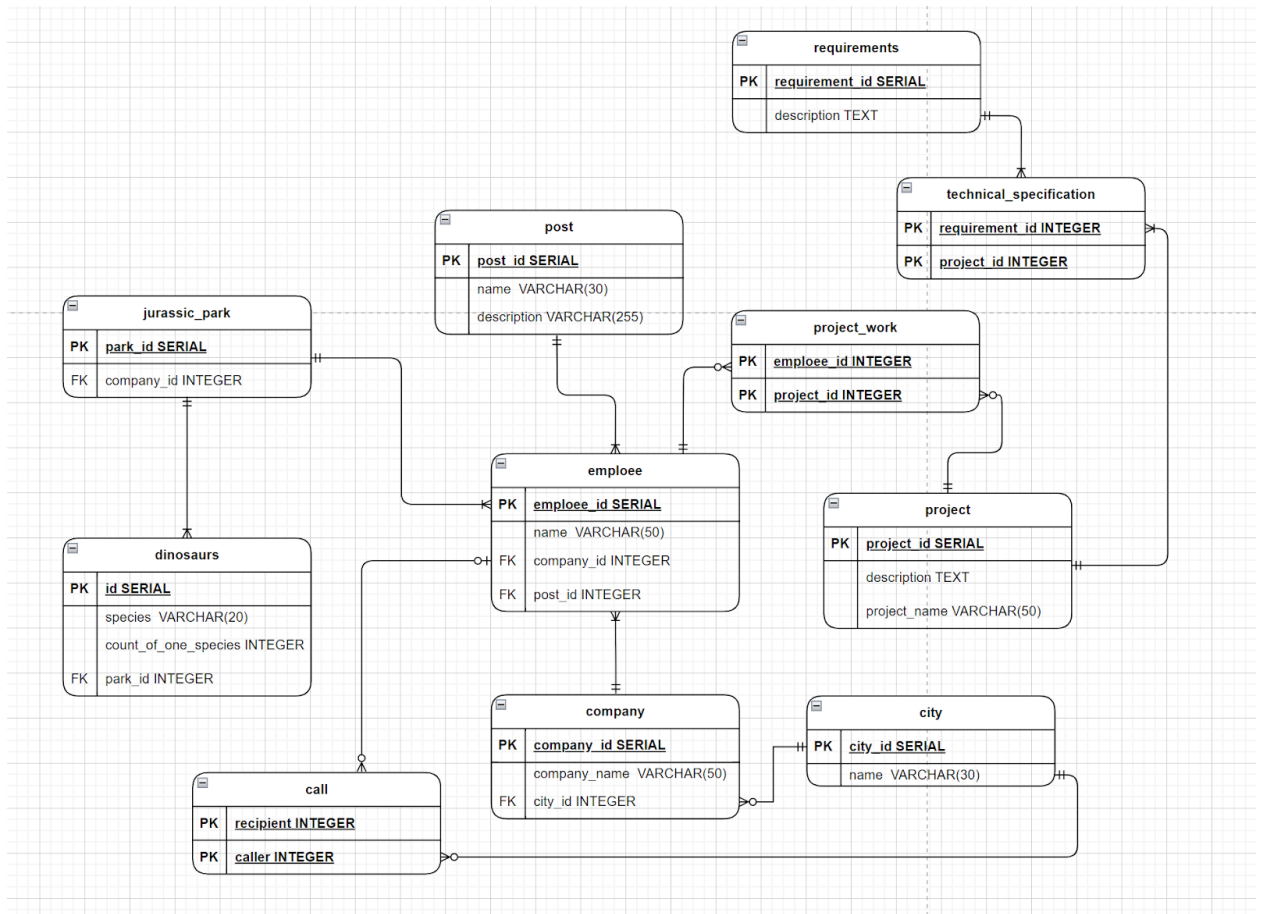 requirements
PK requirement_id SERIAL
description TEXT
technical_specification
PK requirement_id INTEGER
PK project_id INTEGER
post
PK post_id SERIAL
name VARCHAR(30)
description VARCHAR(255)
jurassic_park
PK park_id SERIAL
FK company_id INTEGER
project_work
PK emploee_id INTEGER
PK project_id INTEGER
emploee
PK emploee_id SERIAL
name VARCHAR(50)
FK company_id INTEGER
FK post_id INTEGER
project
PK project_id SERIAL
description TEXT
project_name VARCHAR(50)
dinosaurs
PK id SERIAL
species VARCHAR(20)
count_of_one_species INTEGER
FK park_id INTEGER
company
PK company_id SERIAL
company_name VARCHAR(50)
FK city_id INTEGER
city
PK city_id SERIAL
name VARCHAR(30)
call
PK recipient INTEGER
PK caller INTEGER